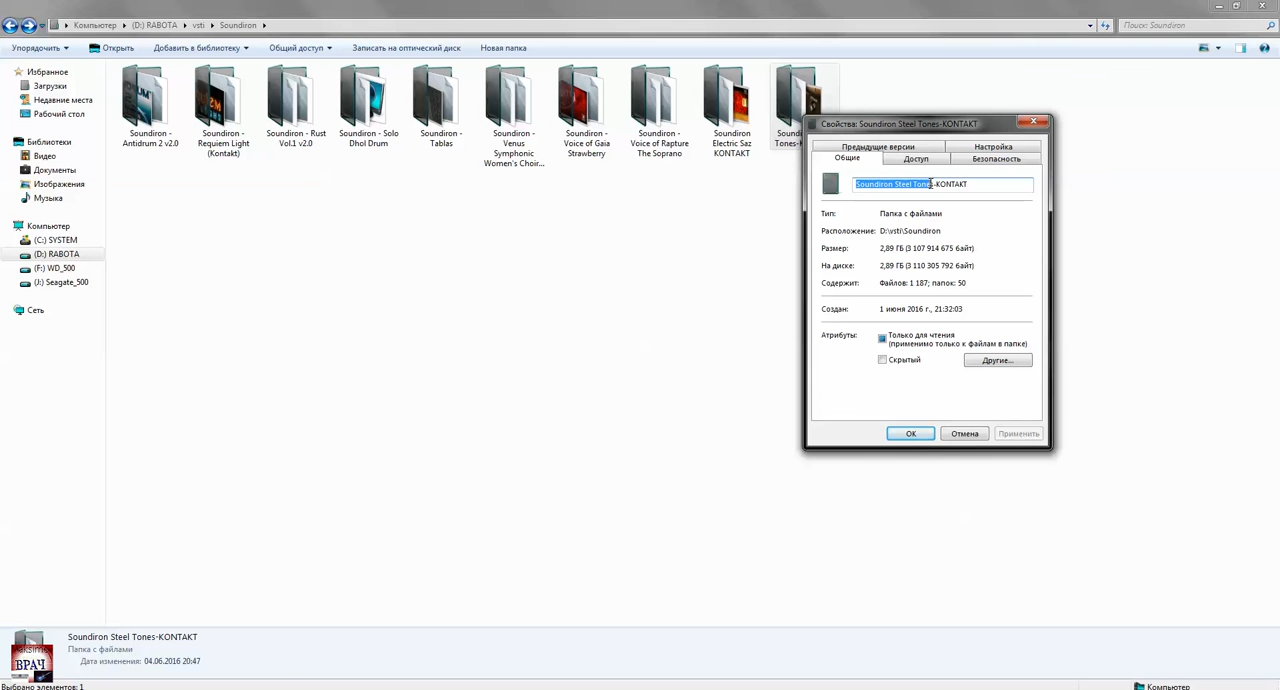 Компьютер ▸ (D:) RABOTA ▸ vsti ▸ Soundiron ▸
Поиск: Soundiron
Упорядочить Открыть Добавить в библиотеку Общий доступ Записать на оптический диск Новая папка
Избранное
Загрузки
Недавние места
Рабочий стол
Библиотеки
Видео
Документы
Изображения
Музыка
Компьютер
(C:) SYSTEM
(D:) RABOTA
(F:) WD_500
(J:) Seagate_500
Сеть
Soundiron -
Antidrum 2 v2.0
Soundiron -
Requiem Light
(Kontakt)
Soundiron - Rust
Vol.1 v2.0
Soundiron - Solo
Dhol Drum
Soundiron -
Tablas
Soundiron -
Venus
Symphonic
Women's Choir...
Soundiron -
Voice of Gaia
Strawberry
Soundiron -
Voice of Rapture
The Soprano
Soundiron
Electric Saz
KONTAKT
Свойства: Soundiron Steel Tones-KONTAKT
Предыдущие версии Настройка
Общие Доступ Безопасность
Soundiron Steel Tones-KONTAKT
Тип: Папка с файлами
Расположение: D:\vsti\Soundiron
Размер: 2,89 ГБ (3 107 914 675 байт)
На диске: 2,89 ГБ (3 110 305 792 байт)
Содержит: Файлов: 1 187; папок: 50
Создан: 1 июня 2016 г., 21:32:03
Атрибуты: Только для чтения
(применимо только к файлам в папке)
Скрытый Другие...
OK Отмена Применить
Soundiron Steel Tones-KONTAKT
Папка с файлами
Дата изменения: 04.06.2016 20:47
ВРАЧ
Выбрано элементов: 1 Компьютер